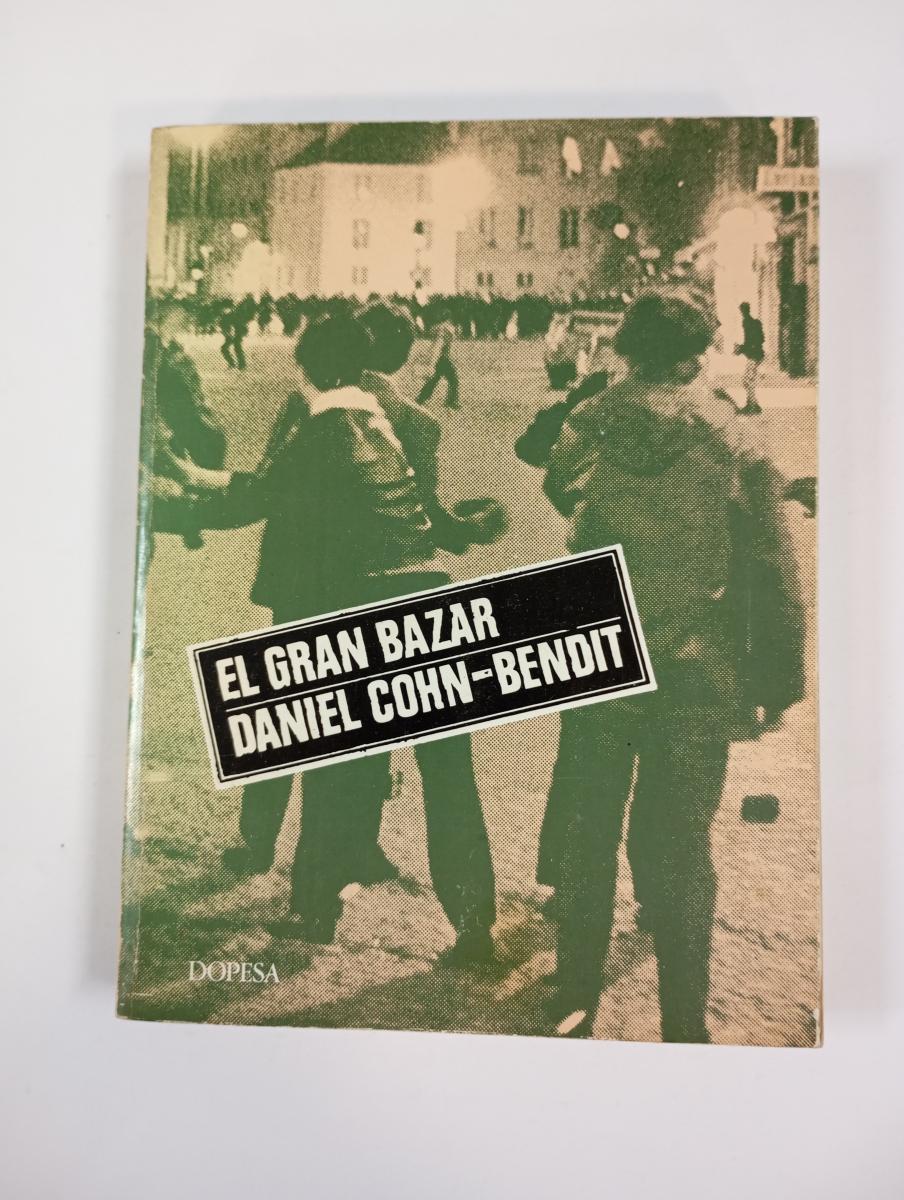 EL GRAN BAZAR
DANIEL COHN-BENDIT
DOPESA